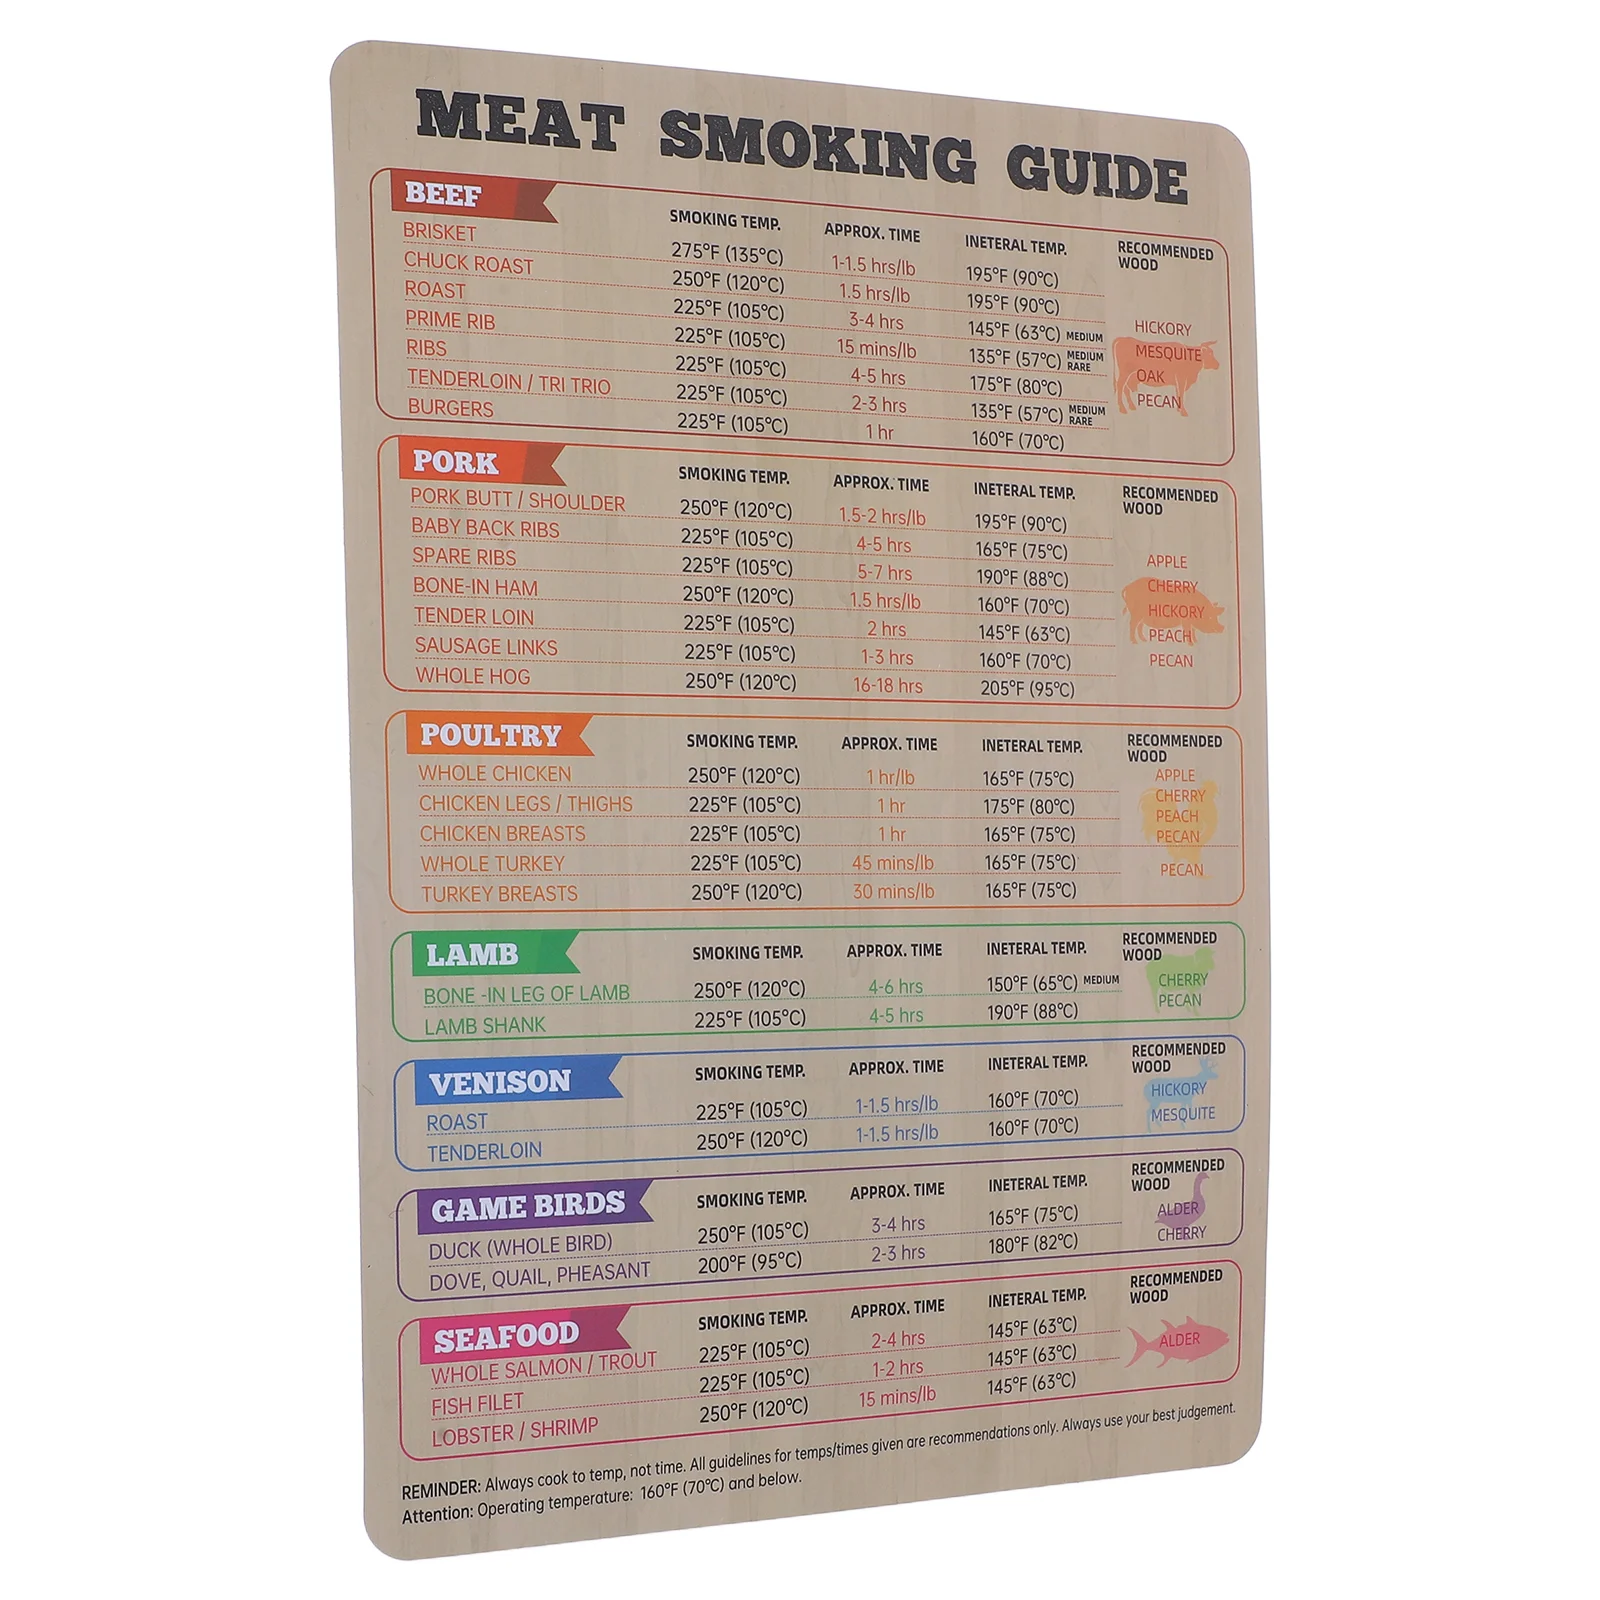 MEAT SMOKING GUIDE
BEEF SMOKING TEMP. APPROX. TIME INETERAL TEMP. RECOMMENDED WOOD
BRISKET 275°F (135°C) 1-1.5 hrs/lb 195°F (90°C)
CHUCK ROAST 250°F (120°C) 1.5 hrs/lb 195°F (90°C)
ROAST 225°F (105°C) 3-4 hrs 145°F (63°C) MEDIUM
PRIME RIB 225°F (105°C) 15 mins/lb 135°F (57°C) MEDIUM RARE
RIBS 225°F (105°C) 4-5 hrs 175°F (80°C)
TENDERLOIN / TRI TRIO 225°F (105°C) 2-3 hrs 135°F (57°C) MEDIUM RARE
BURGERS 225°F (105°C) 1 hr 160°F (70°C)
HICKORY
MESQUITE
OAK
PECAN
PORK SMOKING TEMP. APPROX. TIME INETERAL TEMP. RECOMMENDED WOOD
PORK BUTT / SHOULDER 250°F (120°C) 1.5-2 hrs/lb 195°F (90°C)
BABY BACK RIBS 225°F (105°C) 4-5 hrs 165°F (75°C)
SPARE RIBS 225°F (105°C) 5-7 hrs 190°F (88°C)
BONE-IN HAM 250°F (120°C) 1.5 hrs/lb 160°F (70°C)
TENDER LOIN 225°F (105°C) 2 hrs 145°F (63°C)
SAUSAGE LINKS 225°F (105°C) 1-3 hrs 160°F (70°C)
WHOLE HOG 250°F (120°C) 16-18 hrs 205°F (95°C)
APPLE
CHERRY
HICKORY
PEACH
PECAN
POULTRY SMOKING TEMP. APPROX. TIME INETERAL TEMP. RECOMMENDED WOOD
WHOLE CHICKEN 250°F (120°C) 1 hr/lb 165°F (75°C)
CHICKEN LEGS / THIGHS 225°F (105°C) 1 hr 175°F (80°C)
CHICKEN BREASTS 225°F (105°C) 1 hr 165°F (75°C)
WHOLE TURKEY 225°F (105°C) 45 mins/lb 165°F (75°C)
TURKEY BREASTS 250°F (120°C) 30 mins/lb 165°F (75°C)
APPLE
CHERRY
PEACH
PECAN
PECAN
LAMB SMOKING TEMP. APPROX. TIME INETERAL TEMP. RECOMMENDED WOOD
BONE -IN LEG OF LAMB 250°F (120°C) 4-6 hrs 150°F (65°C) MEDIUM
LAMB SHANK 225°F (105°C) 4-5 hrs 190°F (88°C)
CHERRY
PECAN
VENISON SMOKING TEMP. APPROX. TIME INETERAL TEMP. RECOMMENDED WOOD
ROAST 225°F (105°C) 1-1.5 hrs/lb 160°F (70°C)
TENDERLOIN 250°F (120°C) 1-1.5 hrs/lb 160°F (70°C)
HICKORY
MESQUITE
GAME BIRDS SMOKING TEMP. APPROX. TIME INETERAL TEMP. RECOMMENDED WOOD
DUCK (WHOLE BIRD) 250°F (105°C) 3-4 hrs 165°F (75°C)
DOVE, QUAIL, PHEASANT 200°F (95°C) 2-3 hrs 180°F (82°C)
ALDER
CHERRY
SEAFOOD SMOKING TEMP. APPROX. TIME INETERAL TEMP. RECOMMENDED WOOD
WHOLE SALMON / TROUT 225°F (105°C) 2-4 hrs 145°F (63°C)
FISH FILET 225°F (105°C) 1-2 hrs 145°F (63°C)
LOBSTER / SHRIMP 250°F (120°C) 15 mins/lb 145°F (63°C)
ALDER
REMINDER: Always cook to temp, not time. All guidelines for temps/times given are recommendations only. Always use your best judgement.
Attention: Operating temperature: 160°F (70°C) and below.